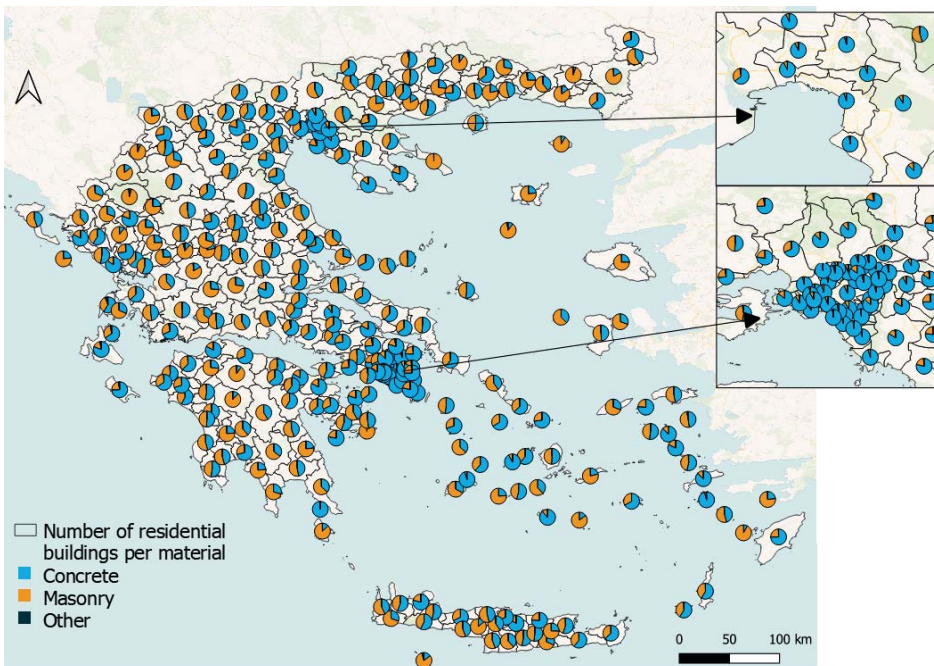 Number of residential
buildings per material
Concrete
Masonry
Other
0 50 100 km